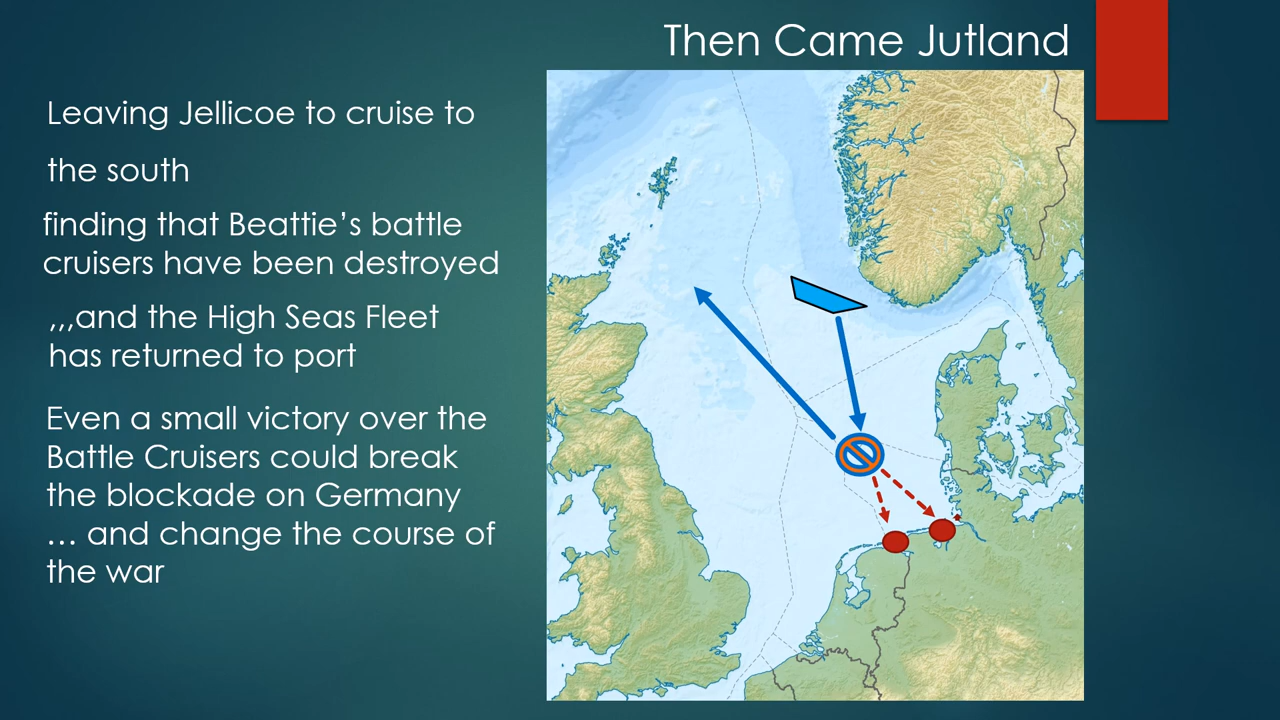 Then Came Jutland
Leaving Jellicoe to cruise to
the south
finding that Beattie’s battle
cruisers have been destroyed
,,,and the High Seas Fleet
has returned to port
Even a small victory over the
Battle Cruisers could break
the blockade on Germany
… and change the course of
the war